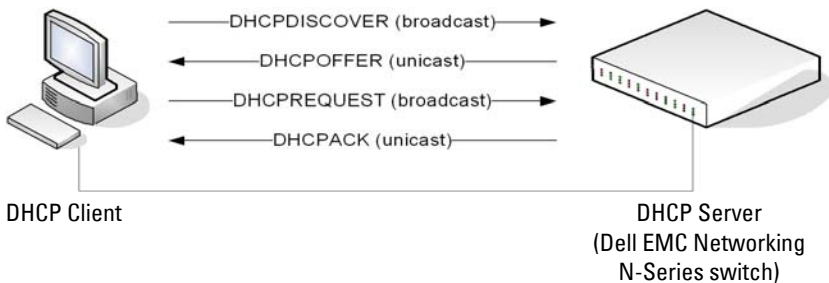 DHCPDISCOVER (broadcast)
DHCPOFFER (unicast)
DHCPREQUEST (broadcast)
DHCPACK (unicast)
DHCP Client
DHCP Server
(Dell EMC Networking
N-Series switch)